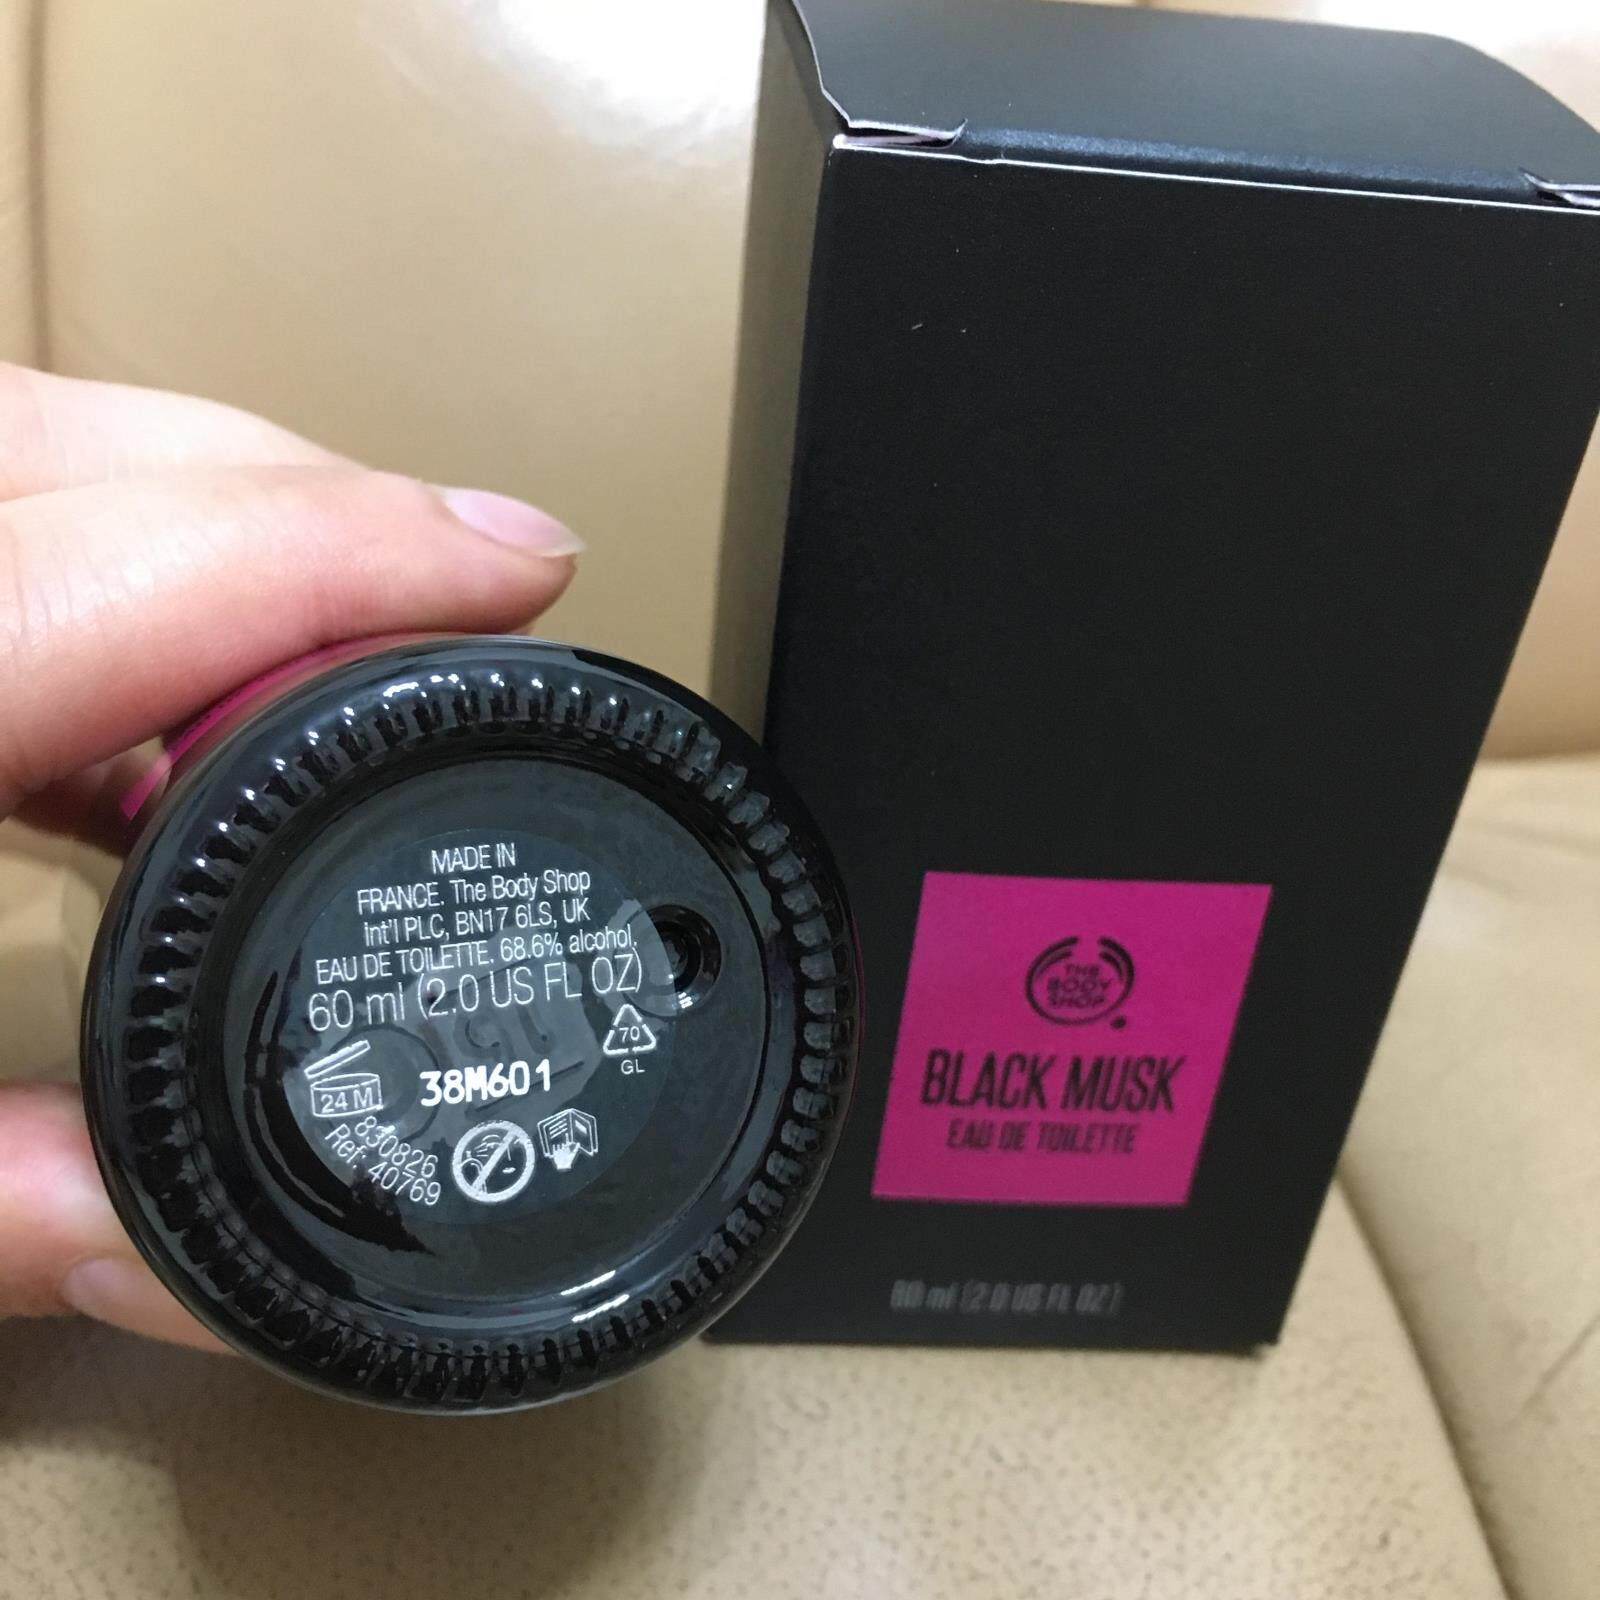 MADE IN
FRANCE. The Body Shop
Int'l PLC, BN17 6LS, UK
EAU DE TOILETTE. 68.6% alcohol.
60 ml (2.0 US FL OZ)
70
GL
24 M
38M601
830826
Ref: 40769
THE
BODY
SHOP
BLACK MUSK
EAU DE TOILETTE
60 ml (2.0 US FL OZ)